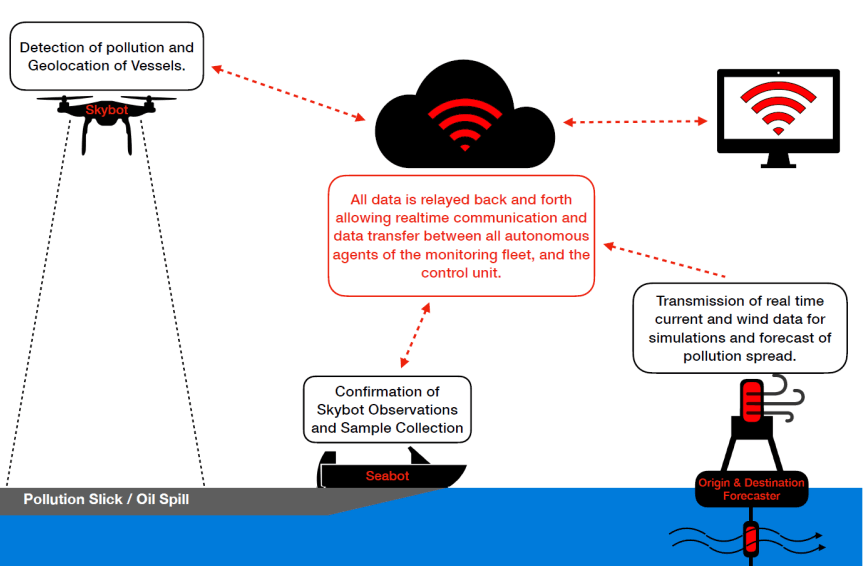 Detection of pollution and
Geolocation of Vessels.
Skybot
All data is relayed back and forth
allowing realtime communication and
data transfer between all autonomous
agents of the monitoring fleet, and the
control unit.
Transmission of real time
current and wind data for
simulations and forecast of
pollution spread.
Confirmation of
Skybot Observations
and Sample Collection
Seabot
Origin & Destination
Forecaster
Pollution Slick / Oil Spill